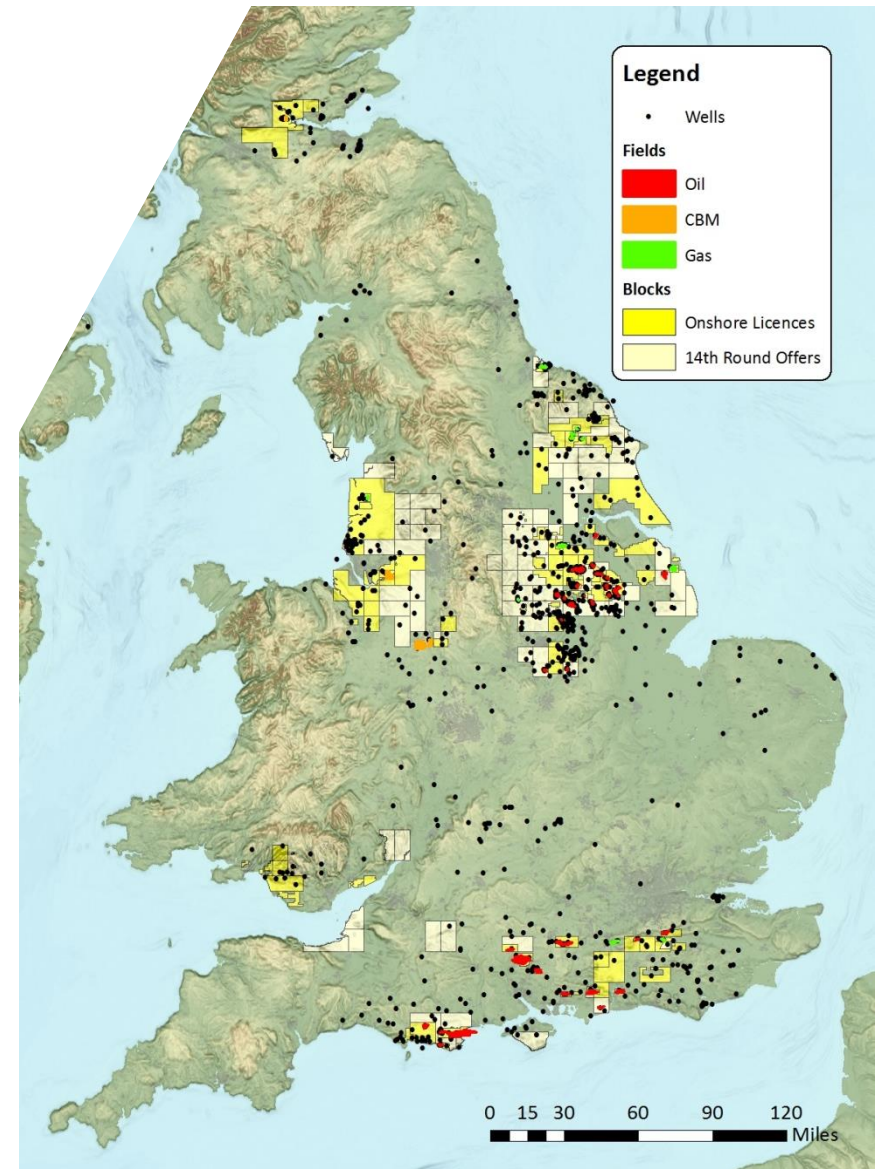 Legend
Wells
Fields
Oil
CBM
Gas
Blocks
Onshore Licences
14th Round Offers
0 15 30 60 90 120
Miles